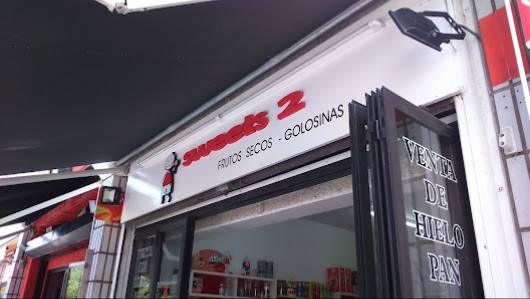 sweets 2
FRUTOS SECOS - GOLOSINAS
VENTA
DE
HIELO
PAN